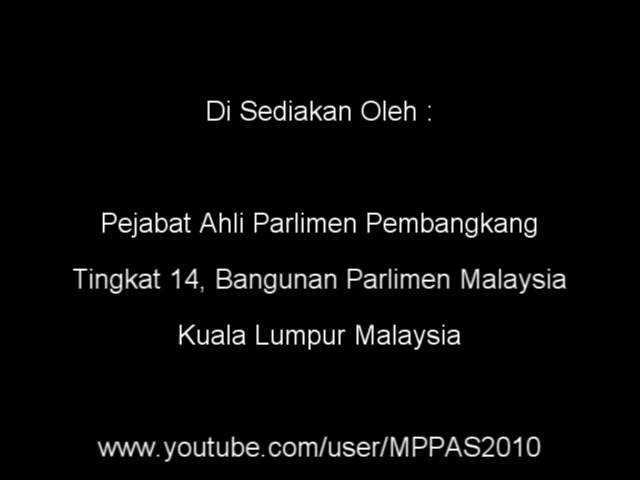 Di Sediakan Oleh :
Pejabat Ahli Parlimen Pembangkang
Tingkat 14, Bangunan Parlimen Malaysia
Kuala Lumpur Malaysia
www.youtube.com/user/MPPAS2010